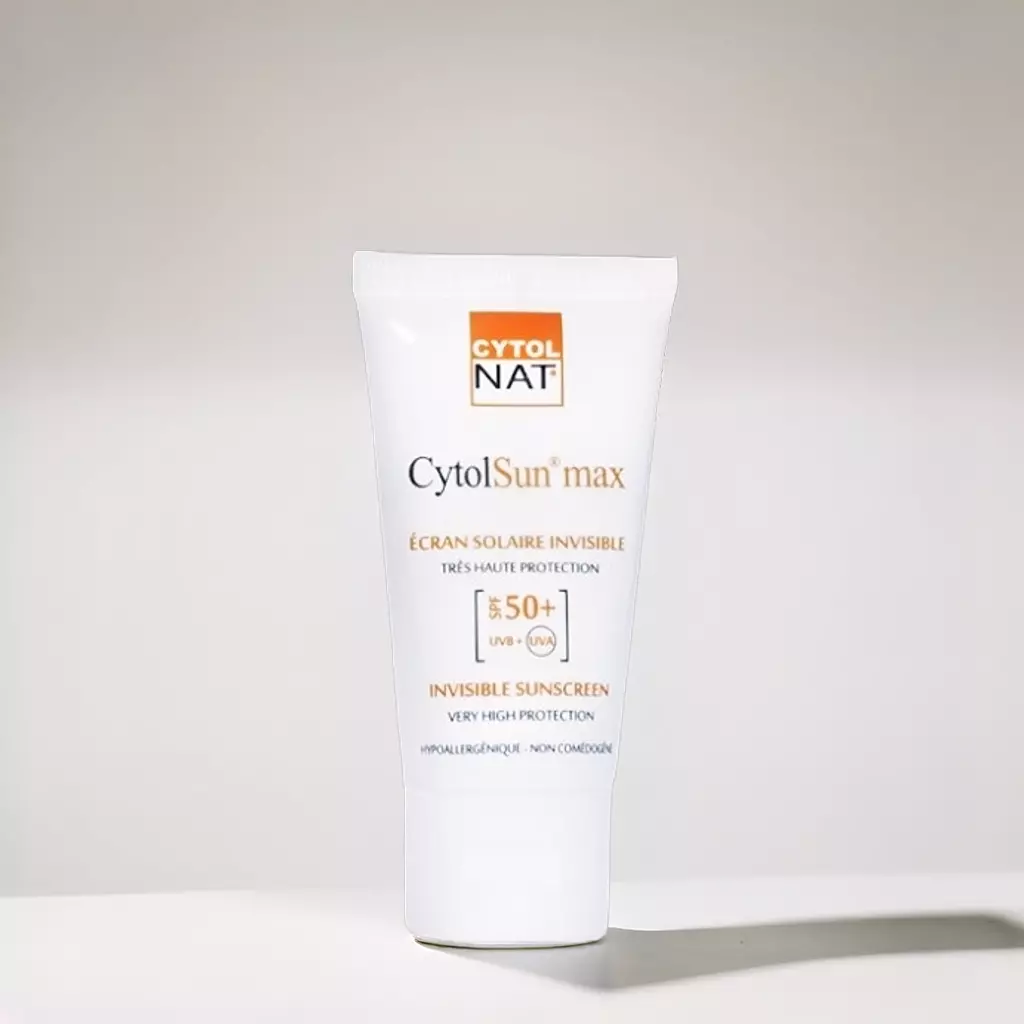 CYTOL
NAT®
CytolSun® max
ÉCRAN SOLAIRE INVISIBLE
TRÈS HAUTE PROTECTION
SPF 50+
UVB + UVA
INVISIBLE SUNSCREEN
VERY HIGH PROTECTION
HYPOALLERGÉNIQUE - NON COMÉDOGÈNE